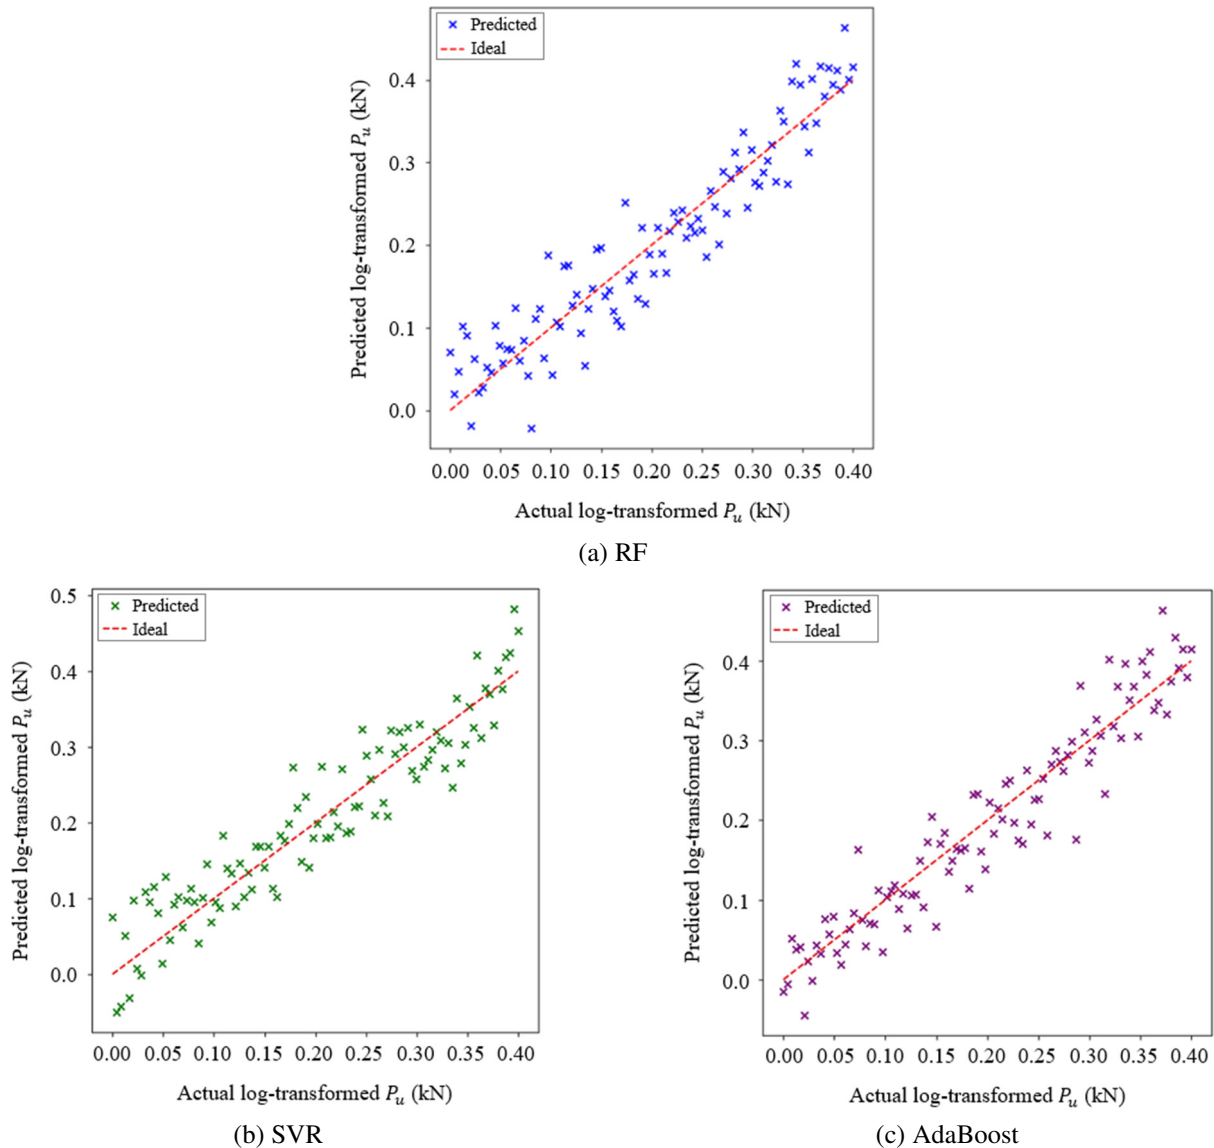 Predicted
Ideal
0.4
0.3
0.2
0.1
0.0
Predicted log-transformed P_u (kN)
0.00 0.05 0.10 0.15 0.20 0.25 0.30 0.35 0.40
Actual log-transformed P_u (kN)
(a) RF
Predicted
Ideal
0.5
0.4
0.3
0.2
0.1
0.0
Predicted log-transformed P_u (kN)
0.00 0.05 0.10 0.15 0.20 0.25 0.30 0.35 0.40
Actual log-transformed P_u (kN)
(b) SVR
Predicted
Ideal
0.4
0.3
0.2
0.1
0.0
Predicted log-transformed P_u (kN)
0.00 0.05 0.10 0.15 0.20 0.25 0.30 0.35 0.40
Actual log-transformed P_u (kN)
(c) AdaBoost